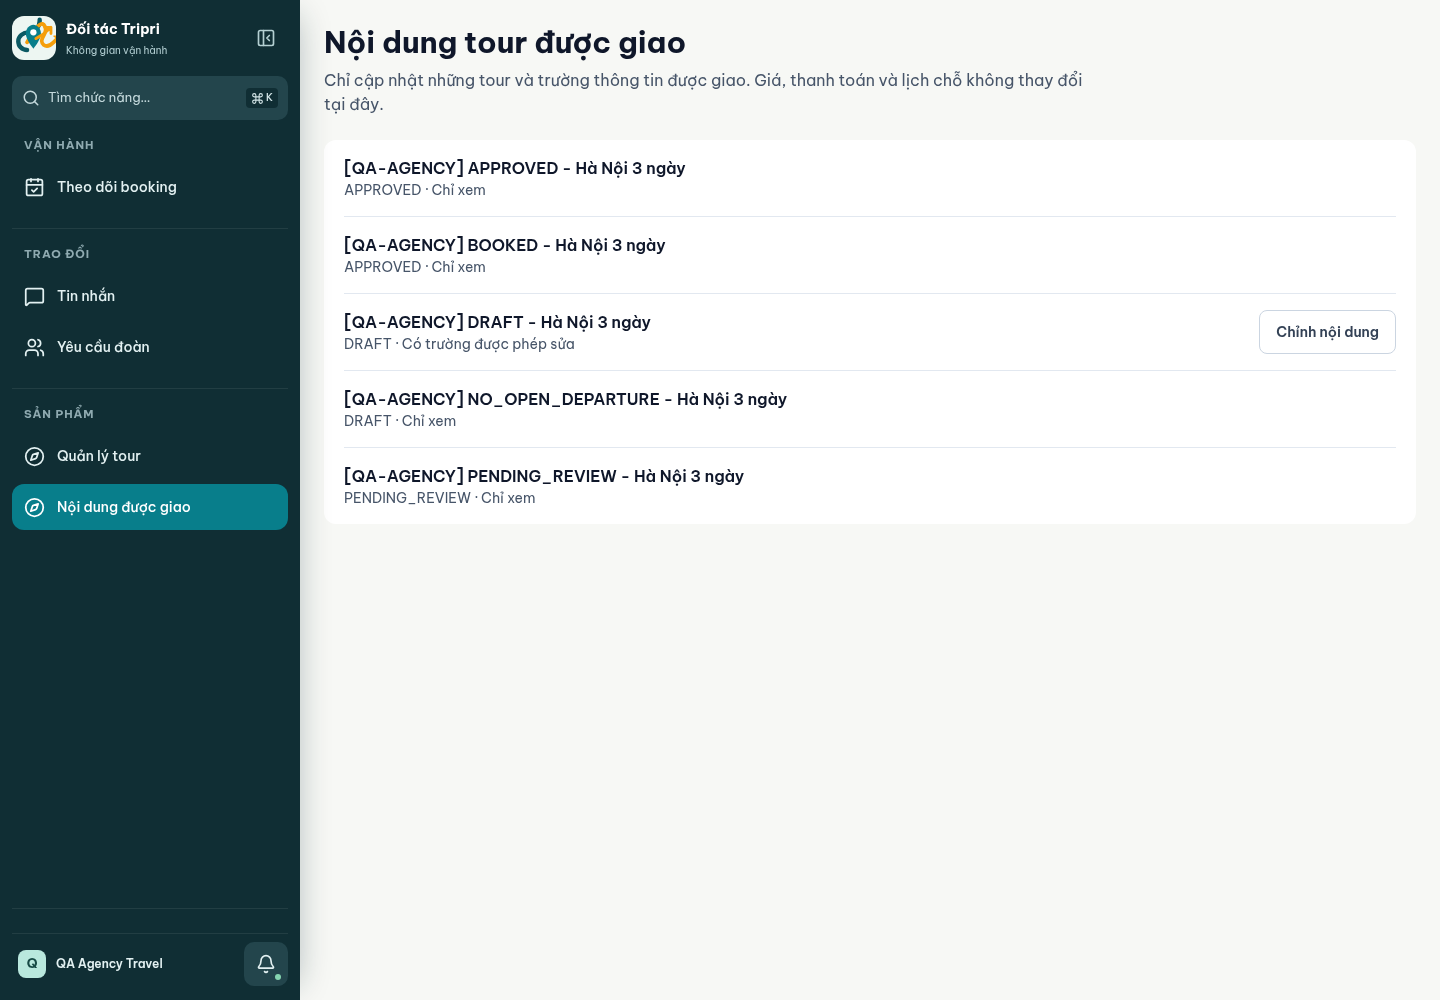 Đối tác Tripri
Không gian vận hành
Tìm chức năng...
⌘K
VẬN HÀNH
Theo dõi booking
TRAO ĐỔI
Tin nhắn
Yêu cầu đoàn
SẢN PHẨM
Quản lý tour
Nội dung được giao
Q
QA Agency Travel
Nội dung tour được giao
Chỉ cập nhật những tour và trường thông tin được giao. Giá, thanh toán và lịch chỗ không thay đổi
tại đây.
[QA-AGENCY] APPROVED - Hà Nội 3 ngày
APPROVED · Chỉ xem
[QA-AGENCY] BOOKED - Hà Nội 3 ngày
APPROVED · Chỉ xem
[QA-AGENCY] DRAFT - Hà Nội 3 ngày
DRAFT · Có trường được phép sửa
Chỉnh nội dung
[QA-AGENCY] NO_OPEN_DEPARTURE - Hà Nội 3 ngày
DRAFT · Chỉ xem
[QA-AGENCY] PENDING_REVIEW - Hà Nội 3 ngày
PENDING_REVIEW · Chỉ xem